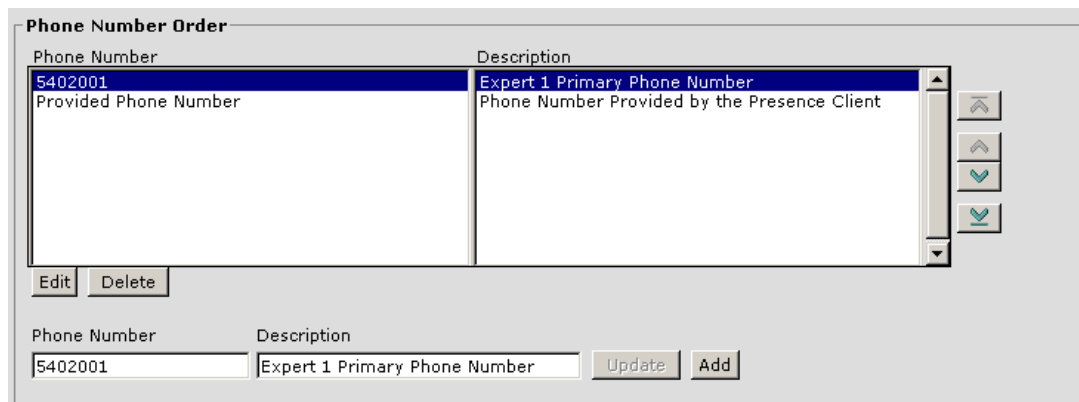 Phone Number Order
Phone Number Description
5402001 Expert 1 Primary Phone Number
Provided Phone Number Phone Number Provided by the Presence Client
Edit Delete
Phone Number Description
5402001 Expert 1 Primary Phone Number Update Add